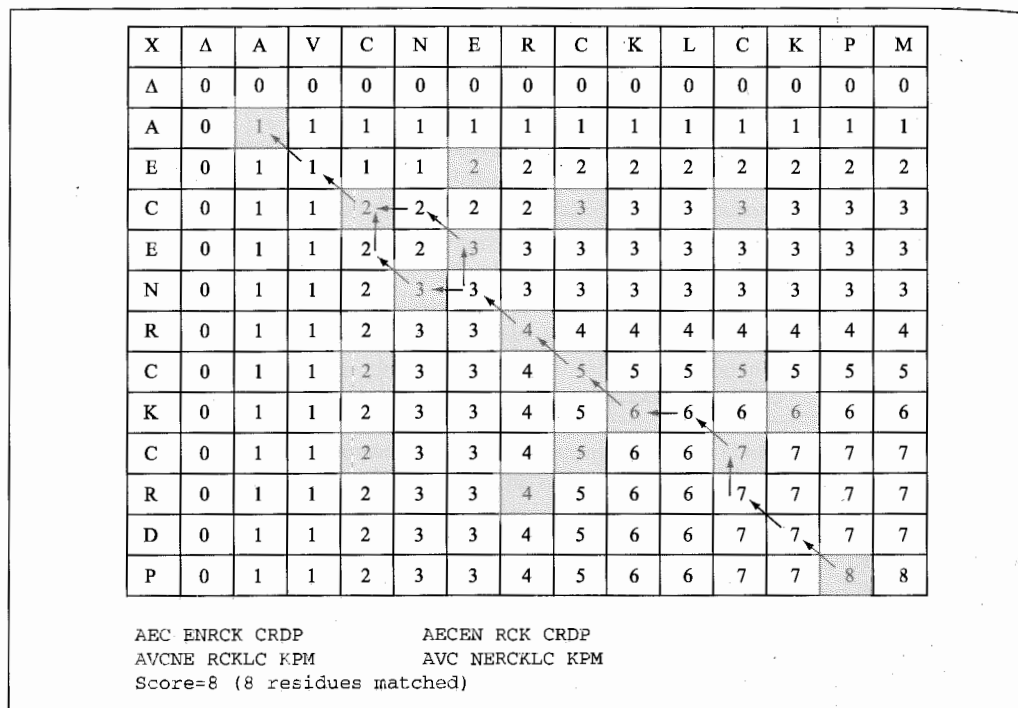 X Δ A V C N E R C K L C K P M
Δ 0 0 0 0 0 0 0 0 0 0 0 0 0 0
A 0 1 1 1 1 1 1 1 1 1 1 1 1 1
E 0 1 1 1 1 2 2 2 2 2 2 2 2 2
C 0 1 1 2 2 2 2 3 3 3 3 3 3 3
E 0 1 1 2 2 3 3 3 3 3 3 3 3 3
N 0 1 1 2 3 3 3 3 3 3 3 3 3 3
R 0 1 1 2 3 3 4 4 4 4 4 4 4 4
C 0 1 1 2 3 3 4 5 5 5 5 5 5 5
K 0 1 1 2 3 3 4 5 6 6 6 6 6 6
C 0 1 1 2 3 3 4 5 6 6 7 7 7 7
R 0 1 1 2 3 3 4 5 6 6 7 7 7 7
D 0 1 1 2 3 3 4 5 6 6 7 7 7 7
P 0 1 1 2 3 3 4 5 6 6 7 7 8 8
AEC ENRCK CRDP AECEN RCK CRDP
AVCNE RCKLC KPM AVC NERCKLC KPM
Score=8 (8 residues matched)